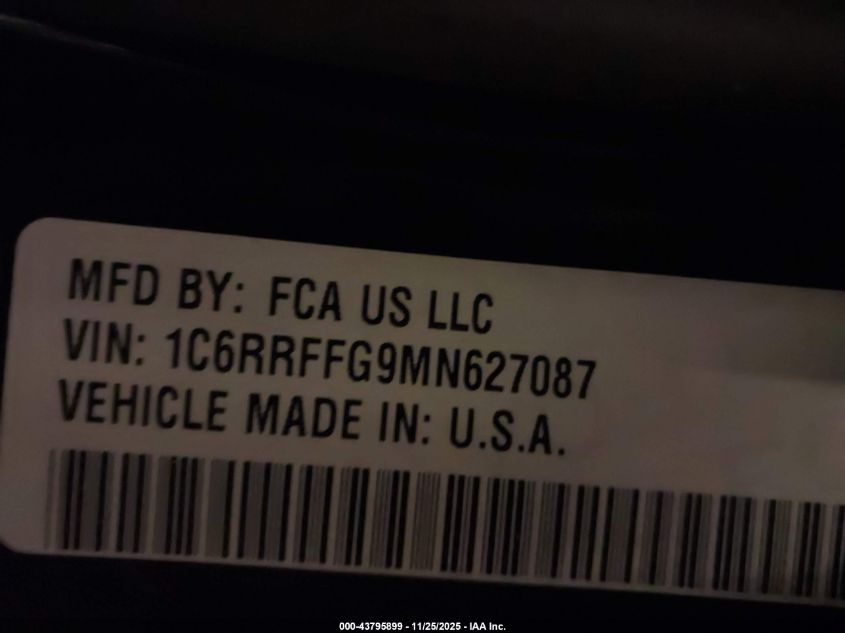 MFD BY: FCA US LLC
VIN: 1C6RRFFG9MN627087
VEHICLE MADE IN: U.S.A.
000-43795899 - 11/25/2025 - IAA Inc.